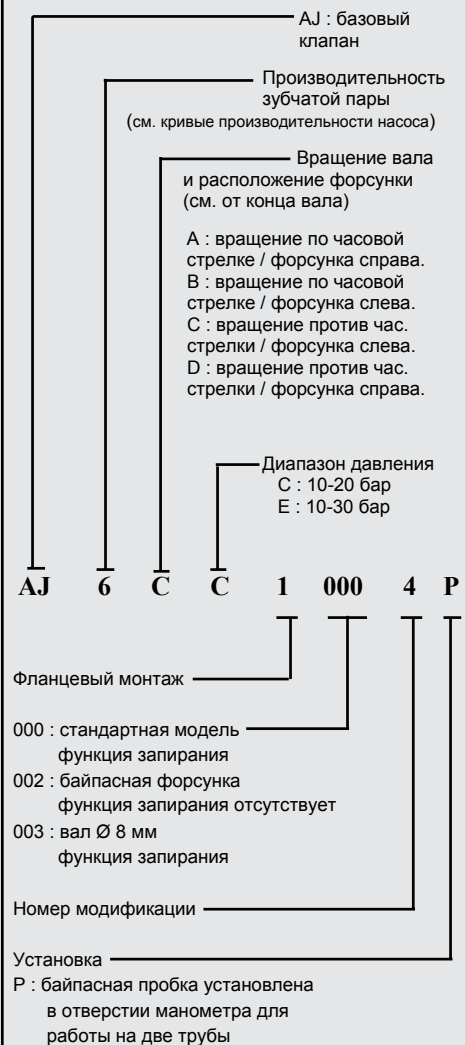 AJ : базовый
клапан
Производительность
зубчатой пары
(см. кривые производительности насоса)
Вращение вала
и расположение форсунки
(см. от конца вала)
A : вращение по часовой
стрелке / форсунка справа.
B : вращение по часовой
стрелке / форсунка слева.
C : вращение против час.
стрелки / форсунка слева.
D : вращение против час.
стрелки / форсунка справа.
Диапазон давления
C : 10-20 бар
E : 10-30 бар
AJ 6 C C 1 000 4 P
Фланцевый монтаж
000 : стандартная модель
функция запирания
002 : байпасная форсунка
функция запирания отсутствует
003 : вал Ø 8 мм
функция запирания
Номер модификации
Установка
P : байпасная пробка установлена
в отверстии манометра для
работы на две трубы